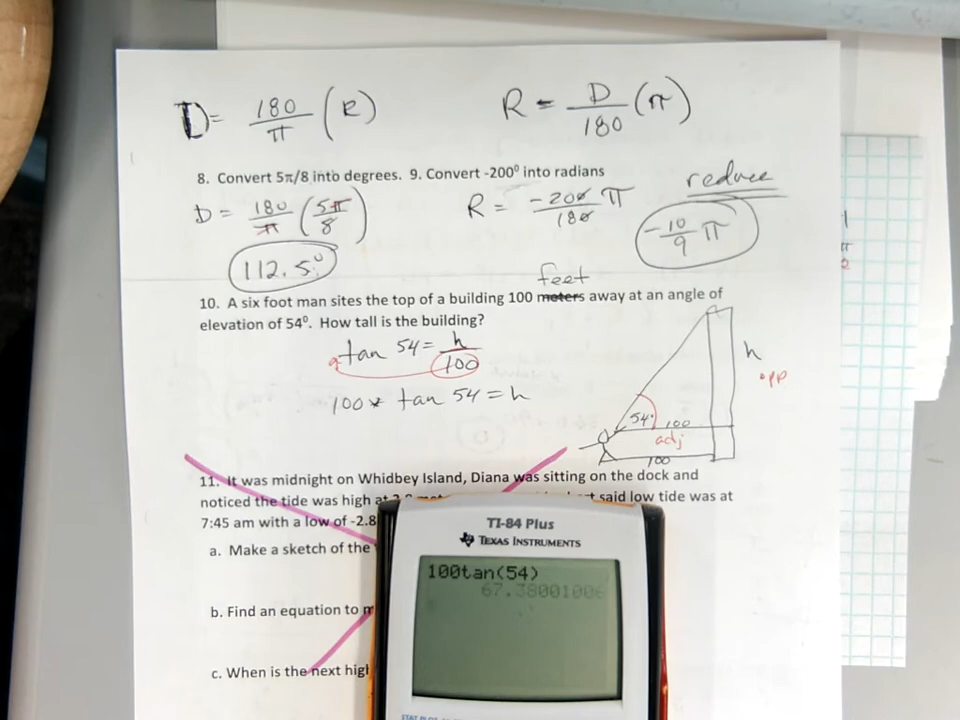 D = 180/π (R)
R = D/180 (π)
8. Convert 5π/8 into degrees. 9. Convert -200⁰ into radians
reduce
D = 180/π (5π/8)
R = -200/180 π
-10/9 π
112.5⁰
feet
10. A six foot man sites the top of a building 100 meters away at an angle of
elevation of 54⁰. How tall is the building?
tan 54 = h/100
h
opp
100 * tan 54 = h
54° 100
adj
100
11. It was midnight on Whidbey Island, Diana was sitting on the dock and
noticed the tide was high at said low tide was at
7:45 am with a low of -2.8
a. Make a sketch of the
b. Find an equation to
c. When is the next high
TI-84 Plus
TEXAS INSTRUMENTS
100tan(54)
67.38001006